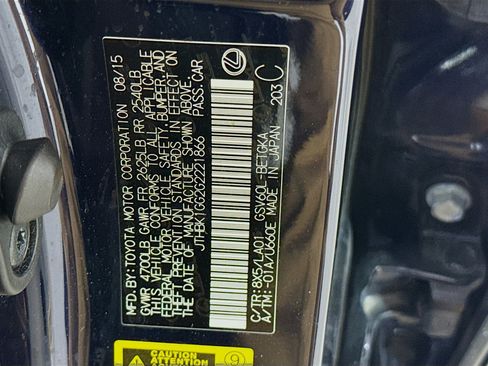 MFD. BY: TOYOTA MOTOR CORPORATION 08/15
GVWR 4700LB GAWR FR 2625LB RR 2540LB
THIS VEHICLE CONFORMS TO ALL APPLICABLE
FEDERAL MOTOR VEHICLE SAFETY, BUMPER, AND
THEFT PREVENTION STANDARDS IN EFFECT ON
THE DATE OF MANUFACTURE SHOWN ABOVE.
JTHBK1GG2G2221866 PASS.CAR
C/TR:8X5/LA01 GSV60L-BETGKA
A/TM:-01A/U660E MADE IN JAPAN
203 C
CAUTION
ATTENTION